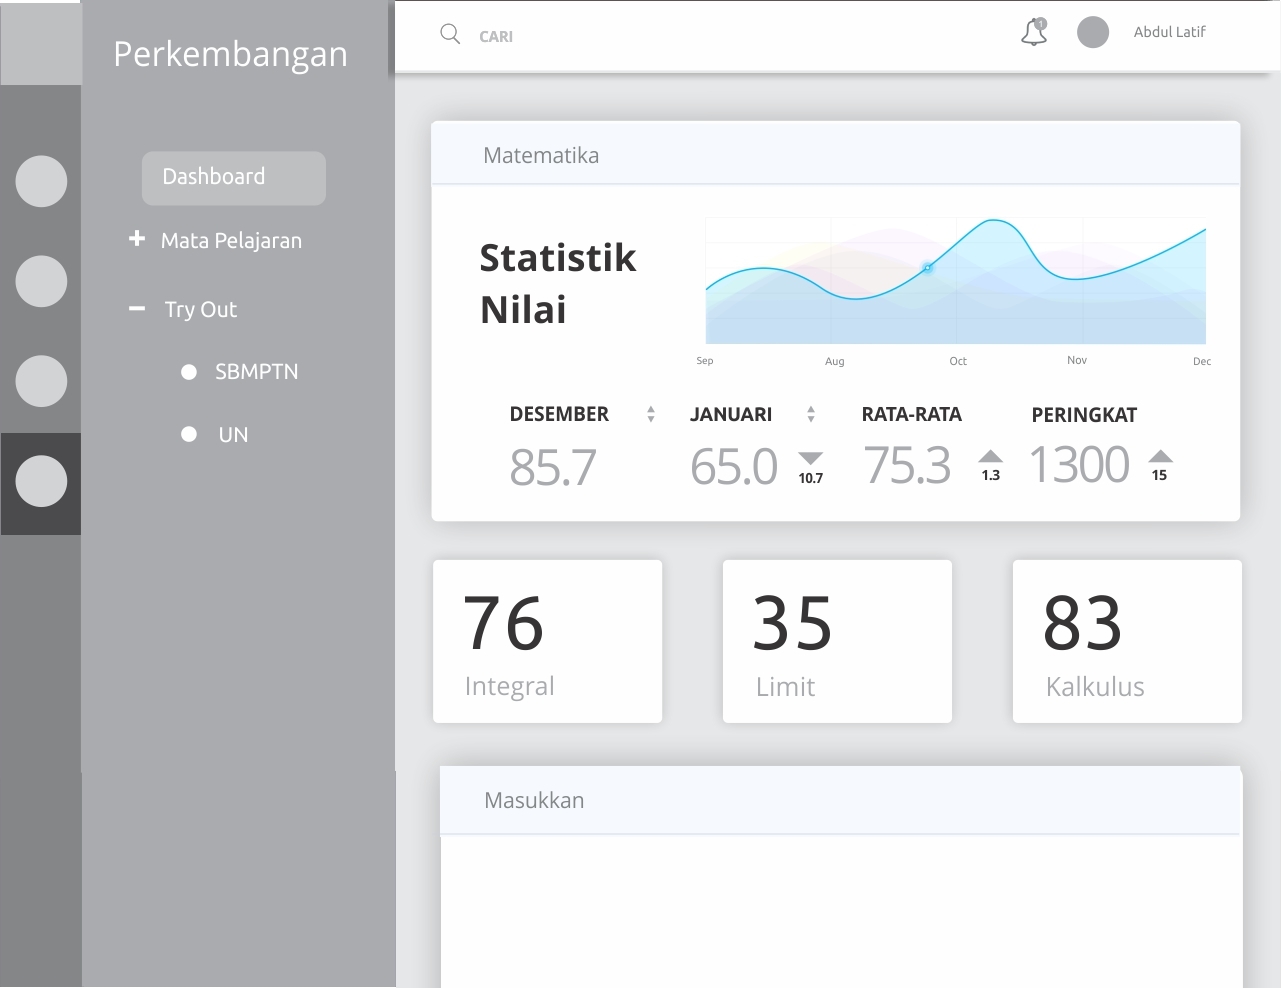 Perkembangan
CARI
1
Abdul Latif
Dashboard
Mata Pelajaran
Try Out
SBMPTN
UN
Matematika
Statistik
Nilai
Sep Aug Oct Nov Dec
DESEMBER JANUARI RATA-RATA PERINGKAT
85.7 65.0 10.7 75.3 1.3 1300 15
76 35 83
Integral Limit Kalkulus
Masukkan